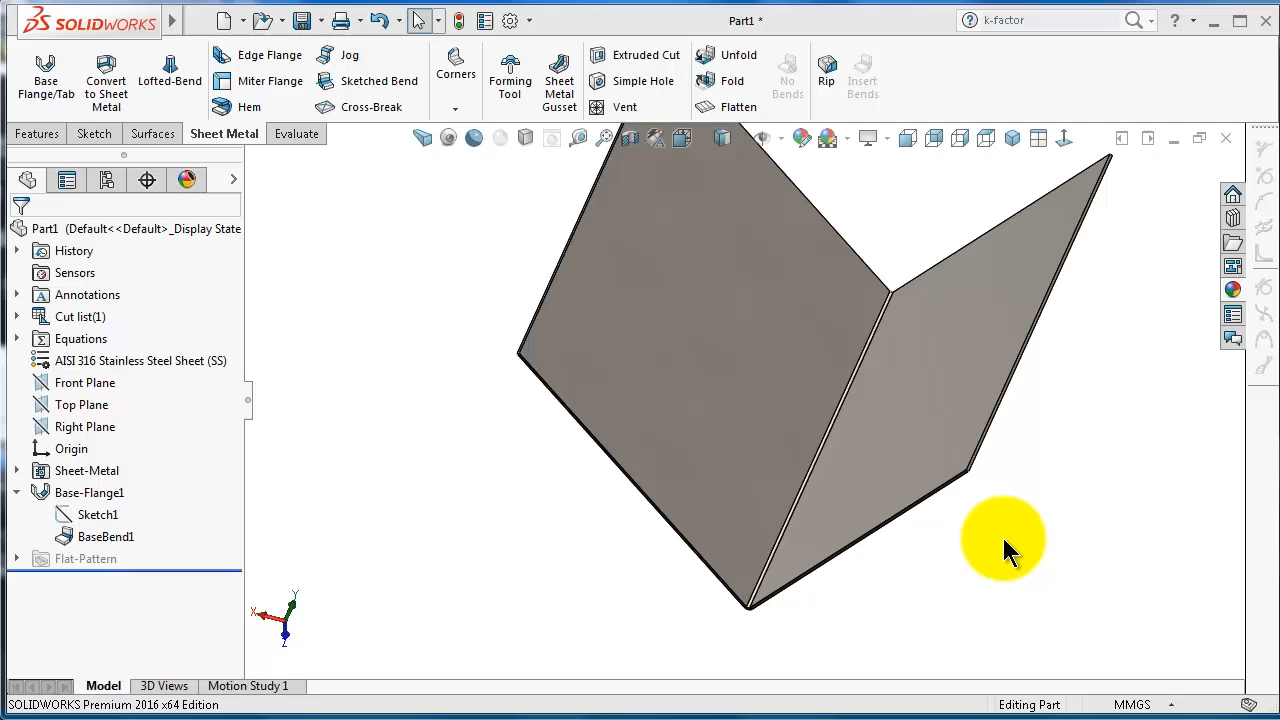 SOLIDWORKS
Part1 *
k-factor
Base Flange/Tab
Convert to Sheet Metal
Lofted-Bend
Edge Flange
Miter Flange
Hem
Jog
Sketched Bend
Cross-Break
Corners
Forming Tool
Sheet Metal Gusset
Extruded Cut
Simple Hole
Vent
Unfold
Fold
Flatten
No Bends
Rip
Insert Bends
Features
Sketch
Surfaces
Sheet Metal
Evaluate
Part1 (Default<<Default>_Display State
History
Sensors
Annotations
Cut list(1)
Equations
AISI 316 Stainless Steel Sheet (SS)
Front Plane
Top Plane
Right Plane
Origin
Sheet-Metal
Base-Flange1
Sketch1
BaseBend1
Flat-Pattern
X
Y
Z
Model
3D Views
Motion Study 1
SOLIDWORKS Premium 2016 x64 Edition
Editing Part
MMGS